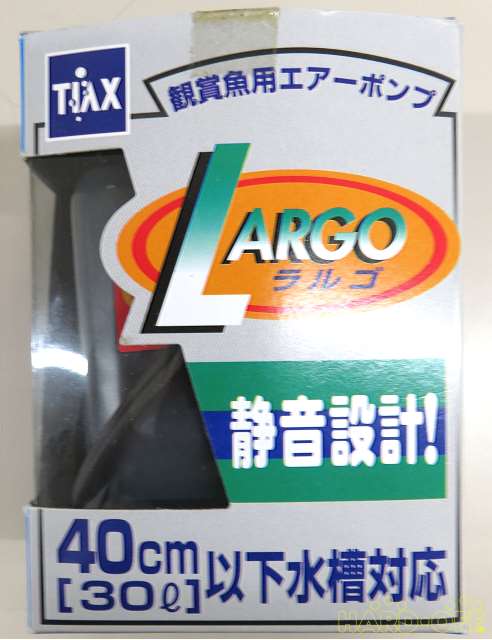 TIAX
観賞魚用エアーポンプ
LARGO
ラルゴ
静音設計!
40cm
[30ℓ]以下水槽対応
HARDOFF